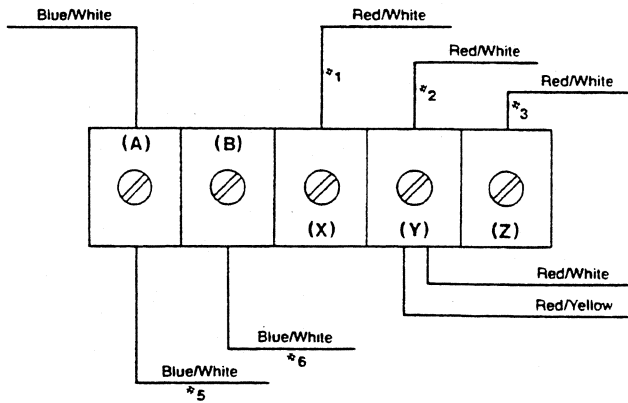 Blue/White
Red/White
#1
Red/White
#2
Red/White
#3
(A) (B)
(X) (Y) (Z)
Red/White
Red/Yellow
Blue/White
#6
Blue/White
#5